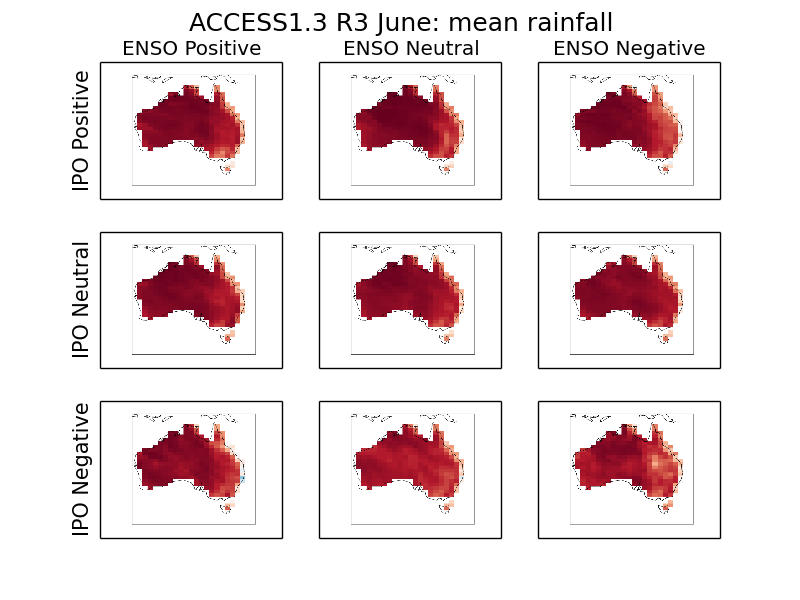 ACCESS1.3 R3 June: mean rainfall
ENSO Positive
ENSO Neutral
ENSO Negative
IPO Positive
IPO Neutral
IPO Negative